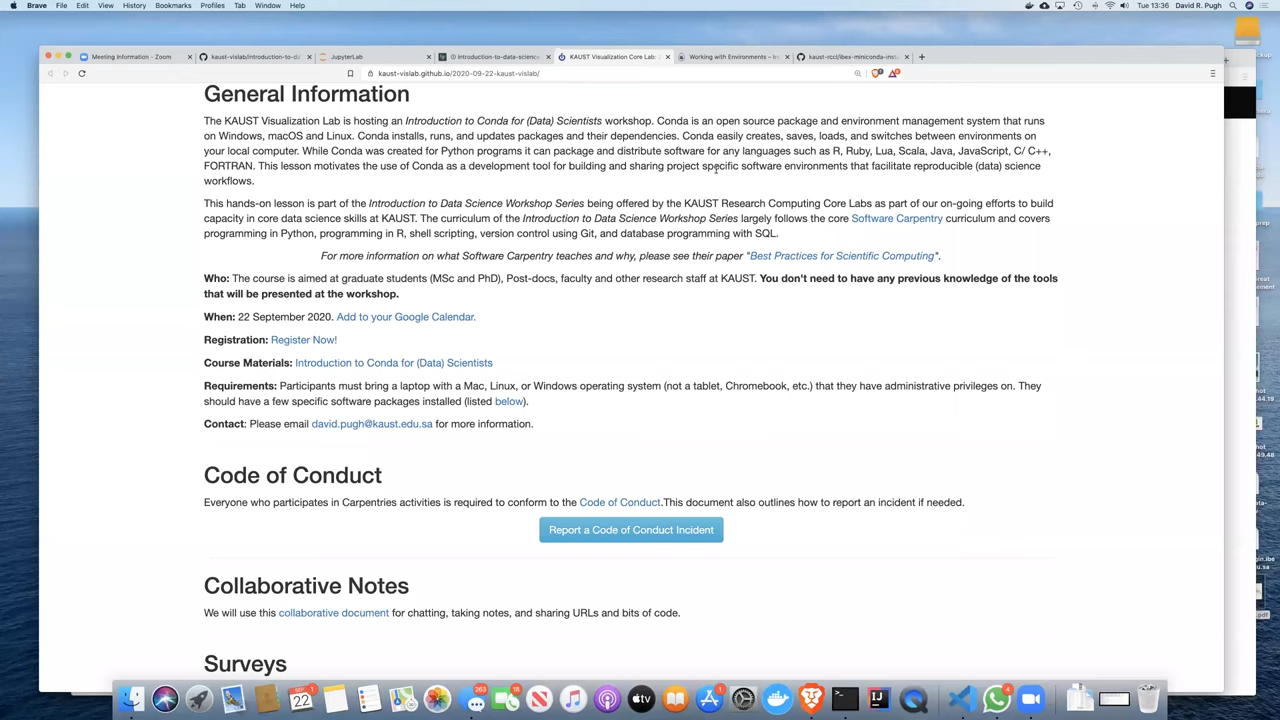 Brave File Edit View History Bookmarks Profiles Tab Window Help Tue 13:36 David R. Pugh
Meeting Information - Zoom kaust-vislab/introduction-to-da JupyterLab introduction-to-data-science KAUST Visualization Core Lab: Working with Environments – In kaust-rccl/ibex-miniconda-inst
kaust-vislab.github.io/2020-09-22-kaust-vislab/
General Information
The KAUST Visualization Lab is hosting an Introduction to Conda for (Data) Scientists workshop. Conda is an open source package and environment management system that runs
on Windows, macOS and Linux. Conda installs, runs, and updates packages and their dependencies. Conda easily creates, saves, loads, and switches between environments on
your local computer. While Conda was created for Python programs it can package and distribute software for any languages such as R, Ruby, Lua, Scala, Java, JavaScript, C/ C++,
FORTRAN. This lesson motivates the use of Conda as a development tool for building and sharing project specific software environments that facilitate reproducible (data) science
workflows.
This hands-on lesson is part of the Introduction to Data Science Workshop Series being offered by the KAUST Research Computing Core Labs as part of our on-going efforts to build
capacity in core data science skills at KAUST. The curriculum of the Introduction to Data Science Workshop Series largely follows the core Software Carpentry curriculum and covers
programming in Python, programming in R, shell scripting, version control using Git, and database programming with SQL.
For more information on what Software Carpentry teaches and why, please see their paper "Best Practices for Scientific Computing".
Who: The course is aimed at graduate students (MSc and PhD), Post-docs, faculty and other research staff at KAUST. You don't need to have any previous knowledge of the tools
that will be presented at the workshop.
When: 22 September 2020. Add to your Google Calendar.
Registration: Register Now!
Course Materials: Introduction to Conda for (Data) Scientists
Requirements: Participants must bring a laptop with a Mac, Linux, or Windows operating system (not a tablet, Chromebook, etc.) that they have administrative privileges on. They
should have a few specific software packages installed (listed below).
Contact: Please email david.pugh@kaust.edu.sa for more information.
Code of Conduct
Everyone who participates in Carpentries activities is required to conform to the Code of Conduct.This document also outlines how to report an incident if needed.
Report a Code of Conduct Incident
Collaborative Notes
We will use this collaborative document for chatting, taking notes, and sharing URLs and bits of code.
Surveys
SEP
22
263